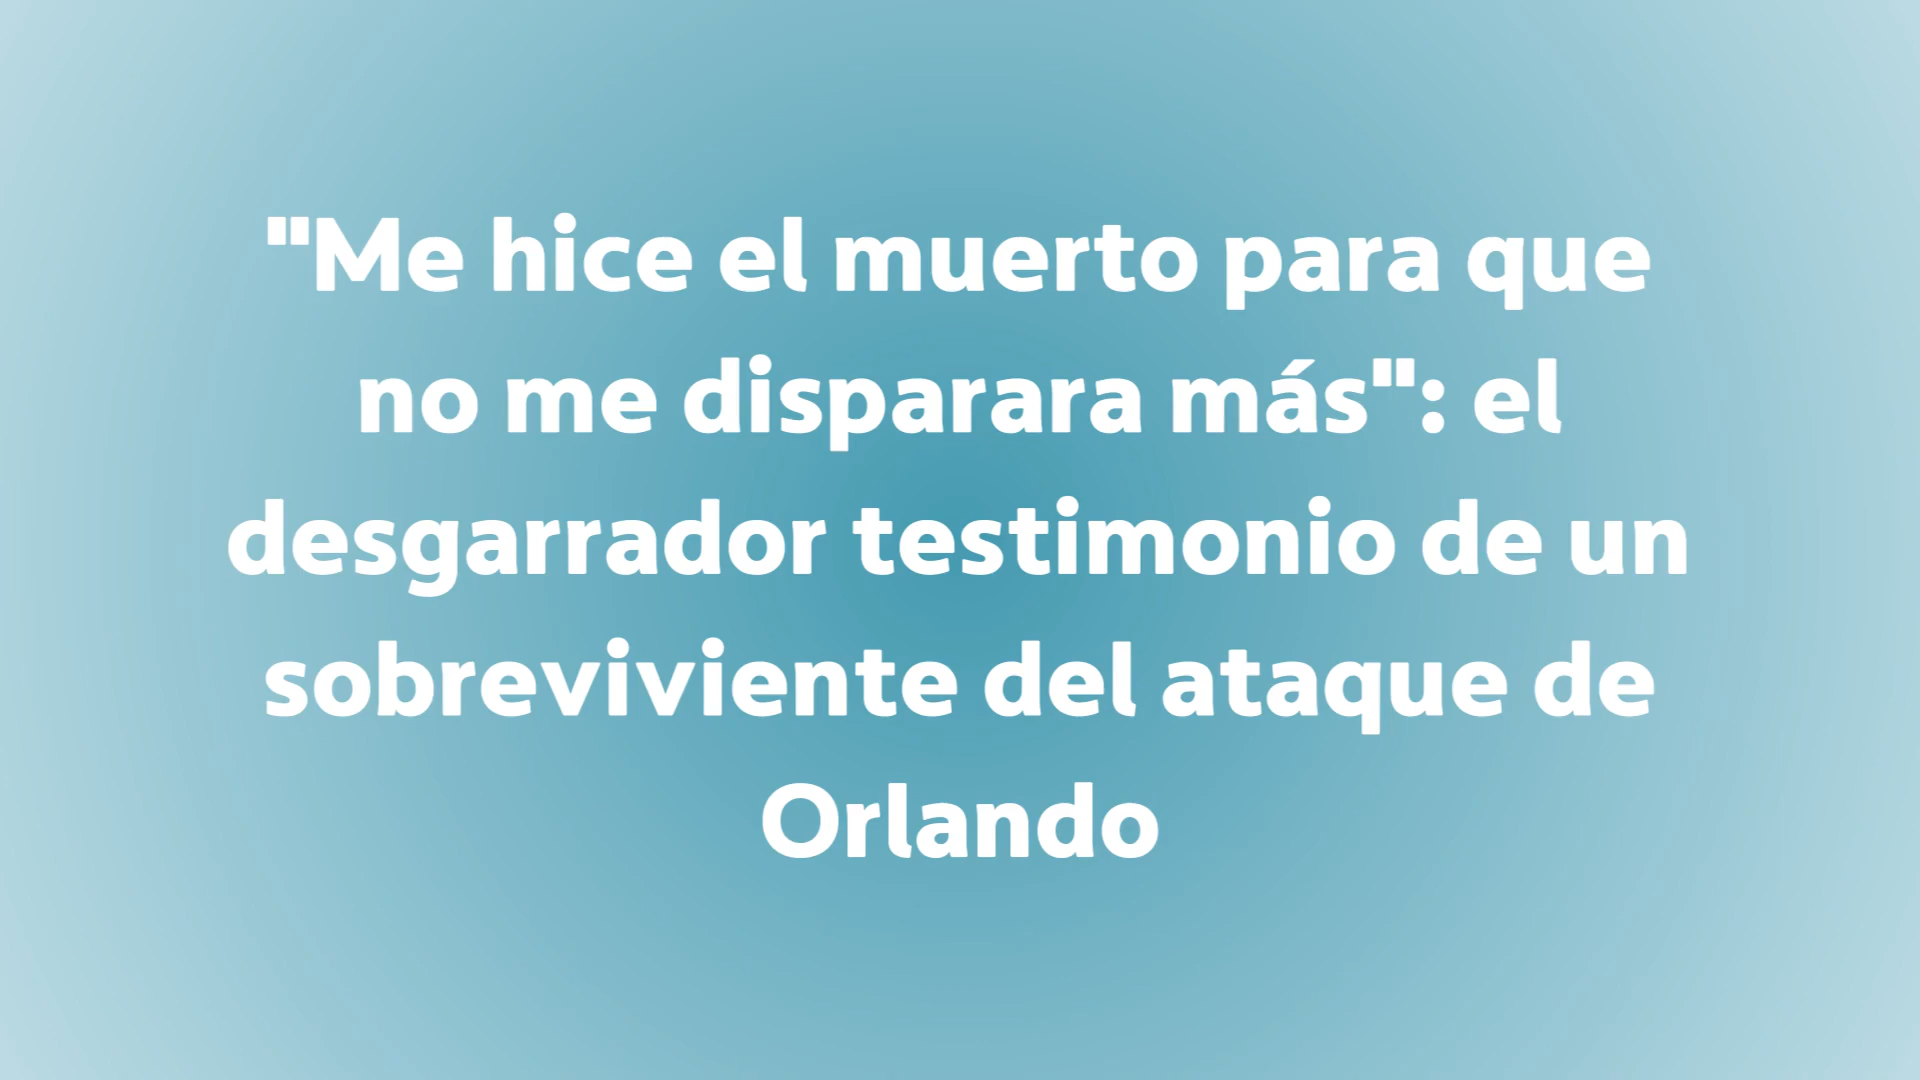 "Me hice el muerto para que
no me disparara más": el
desgarrador testimonio de un
sobreviviente del ataque de
Orlando